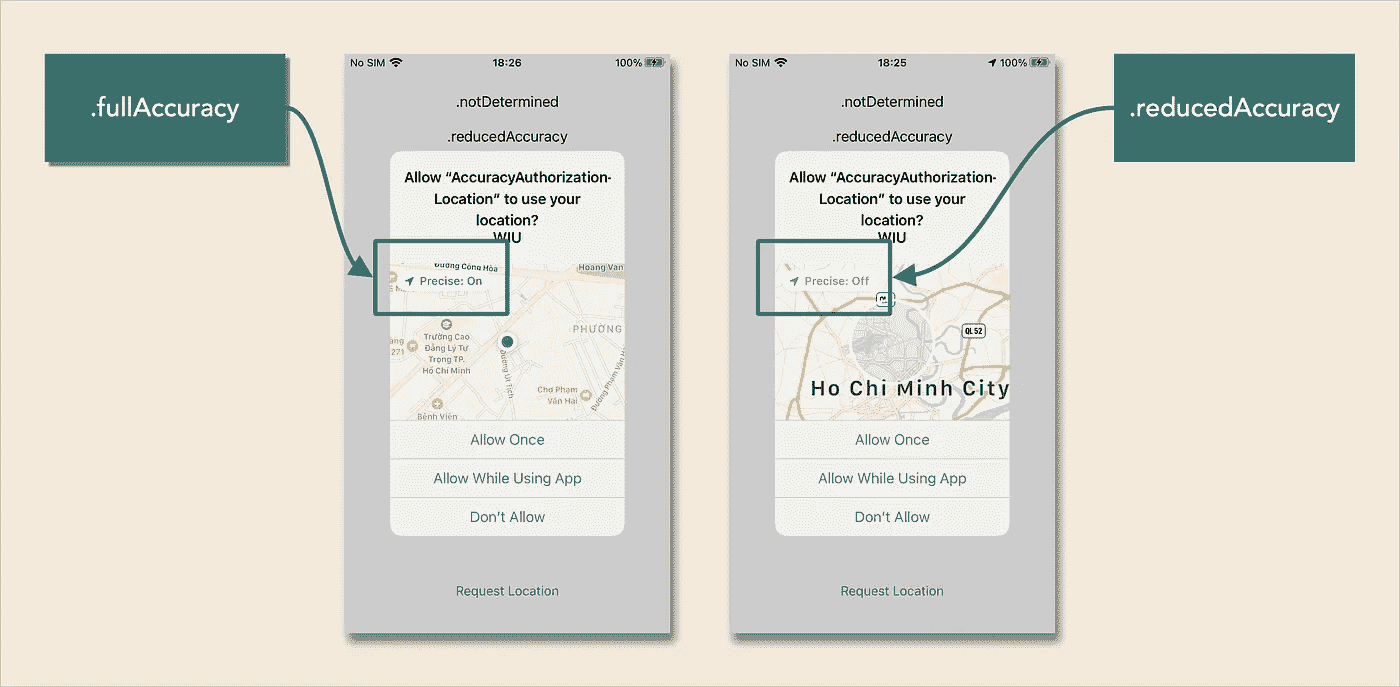 .fullAccuracy
No SIM 18:26 100%
.notDetermined
.reducedAccuracy
Allow “AccuracyAuthorization-
Location” to use your
location?
WIU
Đường Cộng Hòa
Hoang Van
Precise: On
PHƯỜNG
271
Trường Cao
Đẳng Lý Tự
Trọng TP.
Hồ Chí Minh
Đường Út Tịch
Chợ Phạm
Văn Hai
Đường Phạm Văn Hai
Bệnh Viện
Allow Once
Allow While Using App
Don’t Allow
Request Location
No SIM 18:25 100%
.notDetermined
.reducedAccuracy
Allow “AccuracyAuthorization-
Location” to use your
location?
WIU
Precise: Off
QL52
Ho Chi Minh City
Allow Once
Allow While Using App
Don’t Allow
Request Location
.reducedAccuracy